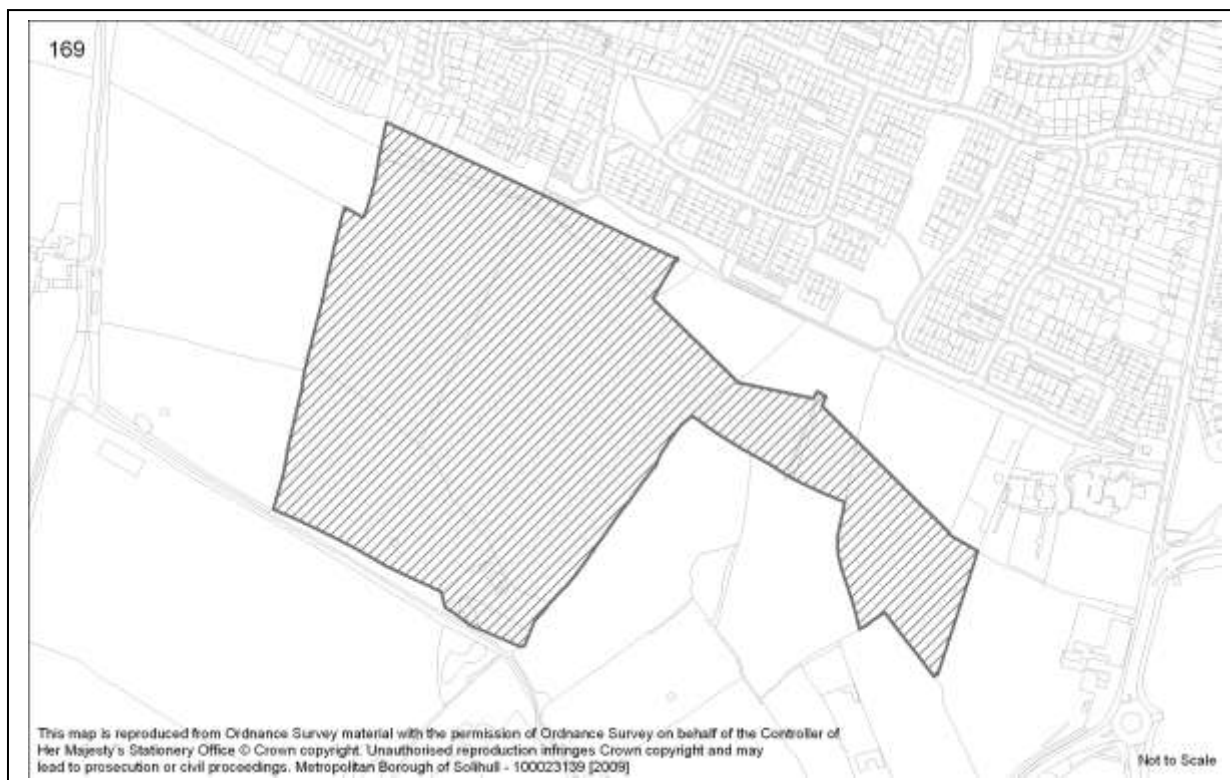 169
This map is reproduced from Ordnance Survey material with the permission of Ordnance Survey on behalf of the Controller of
Her Majesty's Stationery Office © Crown copyright. Unauthorised reproduction infringes Crown copyright and may
lead to prosecution or civil proceedings. Metropolitan Borough of Solihull - 100023139 [2009]
Not to Scale